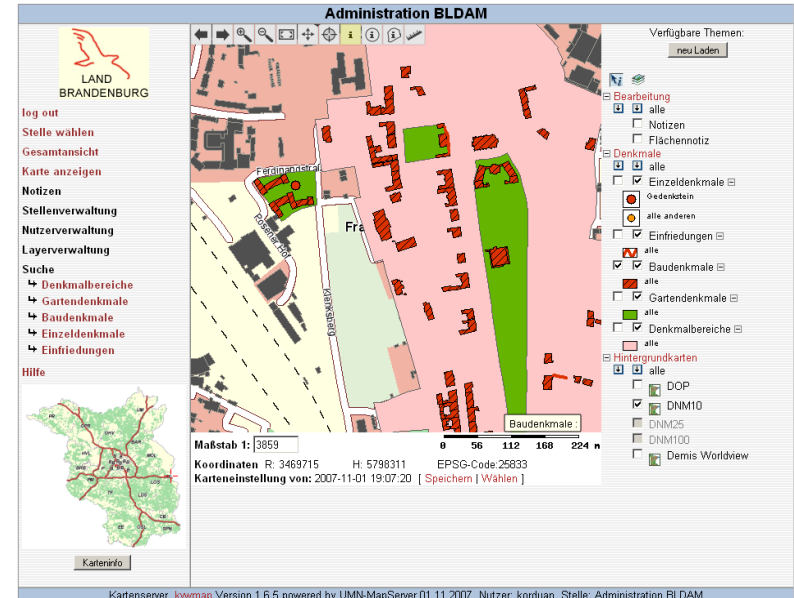 Administration BLDAM
LAND
BRANDENBURG
log out
Stelle wählen
Gesamtansicht
Karte anzeigen
Notizen
Stellenverwaltung
Nutzerverwaltung
Layerverwaltung
Suche
Denkmalbereiche
Gartendenkmale
Baudenkmale
Einzeldenkmale
Einfriedungen
Hilfe
Karteninfo
Ferdinandstraß
Posener Hof
Kleiksberg
Fra
Baudenkmale :
Maßstab 1: 3859
0 56 112 168 224 m
Koordinaten R: 3469715 H: 5798311 EPSG-Code:25833
Karteneinstellung von: 2007-11-01 19:07:20 [ Speichern | Wählen ]
Verfügbare Themen:
neu Laden
Bearbeitung
alle
Notizen
Flächennotiz
Denkmale
alle
Einzeldenkmale
Gedenkstein
alle anderen
Einfriedungen
alle
Baudenkmale
alle
Gartendenkmale
alle
Denkmalbereiche
alle
Hintergrundkarten
alle
DOP
DNM10
DNM25
DNM100
Demis Worldview
Kartenserver kvwmap Version 1.6.5 powered by UMN-MapServer 01.11.2007 Nutzer: korduan Stelle: Administration BLDAM